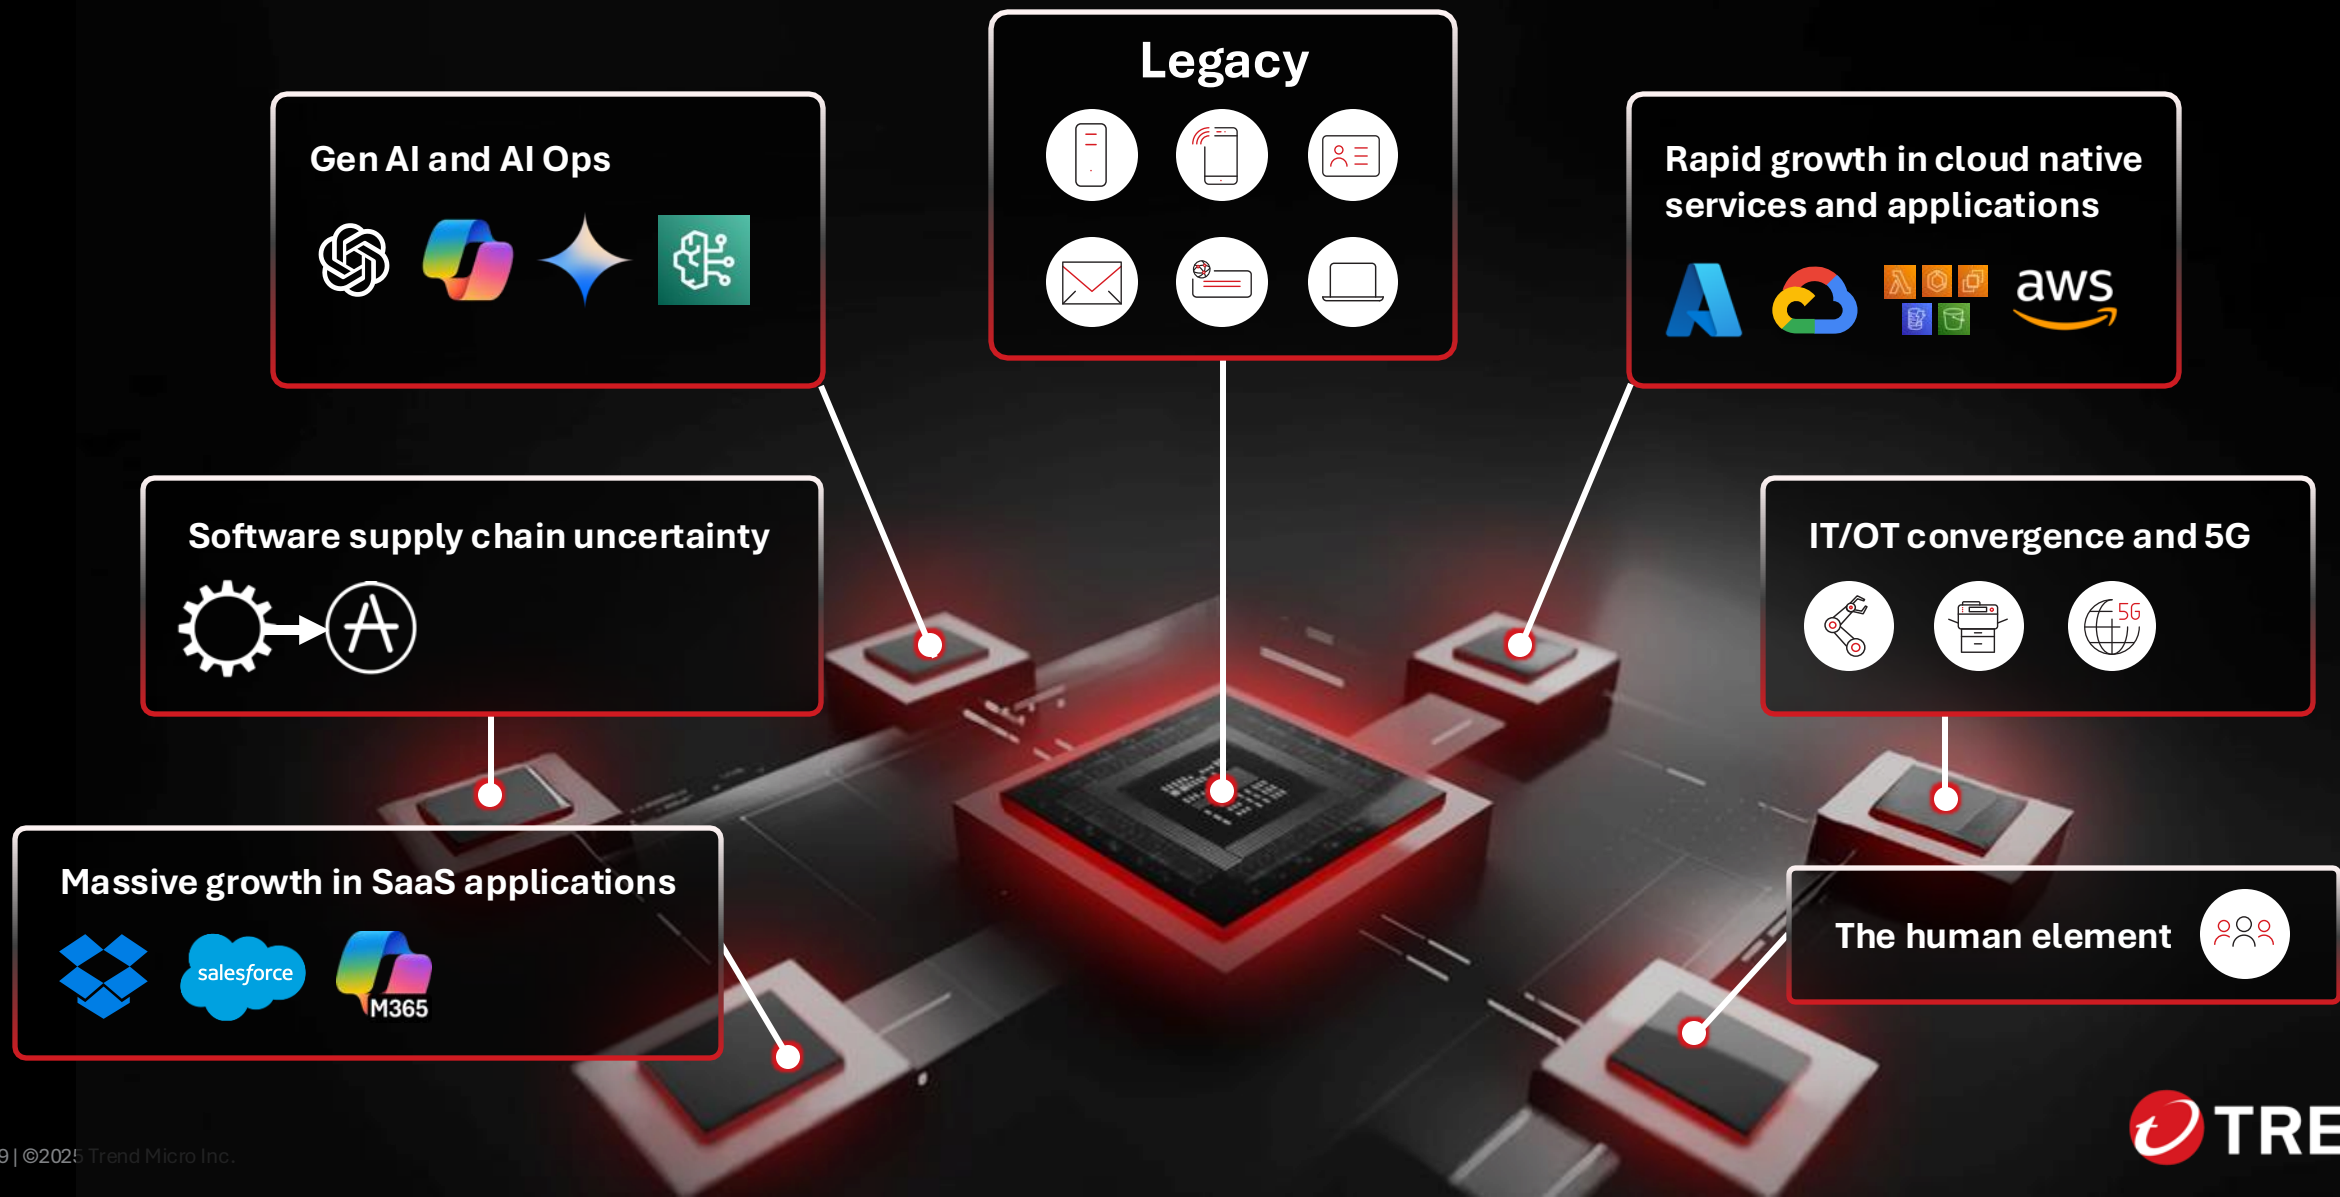 Legacy
Gen AI and AI Ops
Rapid growth in cloud native
services and applications
aws
Software supply chain uncertainty
IT/OT convergence and 5G
5G
Massive growth in SaaS applications
salesforce
M365
The human element
9 | ©2025 Trend Micro Inc.
TRE